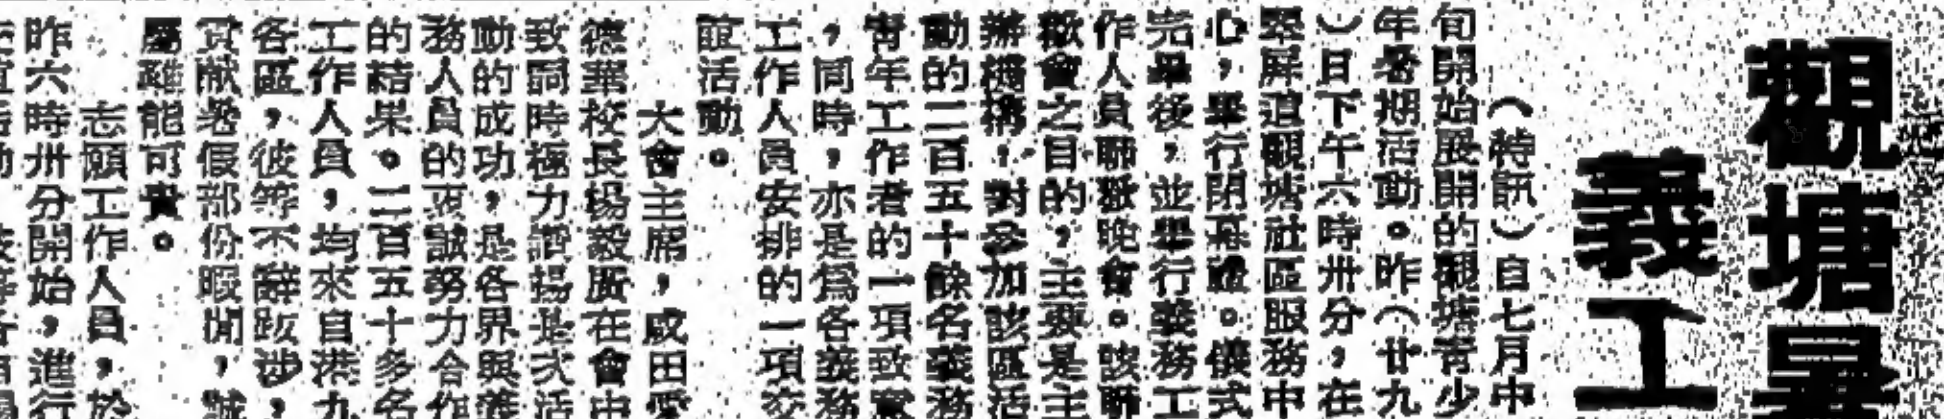 觀塘暑
義工
（特訊）自七月中
旬開始展開的觀塘青少
年暑期活動。昨（廿九
）日下午六時卅分，在
翠屏道觀塘社區服務中
心，舉行閉幕禮。儀式
完畢後，並舉行義務工
作人員聯歡晚會。該聯
歡會之目的，主要是主
辦機構，對參加該區活
動的二百五十餘名義務
青年工作者的一項致家
，同時，亦是爲各義務
工作人員安排的一項交
誼活動。
大會主席，成田愛
德華校長楊毅廣在會中
致詞時極力讚揚是次活
動的成功，是各界與義
務人員的衷誠努力合作
的結果。二百五十多名
工作人員，均來自港九
各區，彼等不辭跋涉，
貢献暑假部份暇閒，誠
屬難能可貴。
志願工作人員，於
昨六時卅分開始，進行